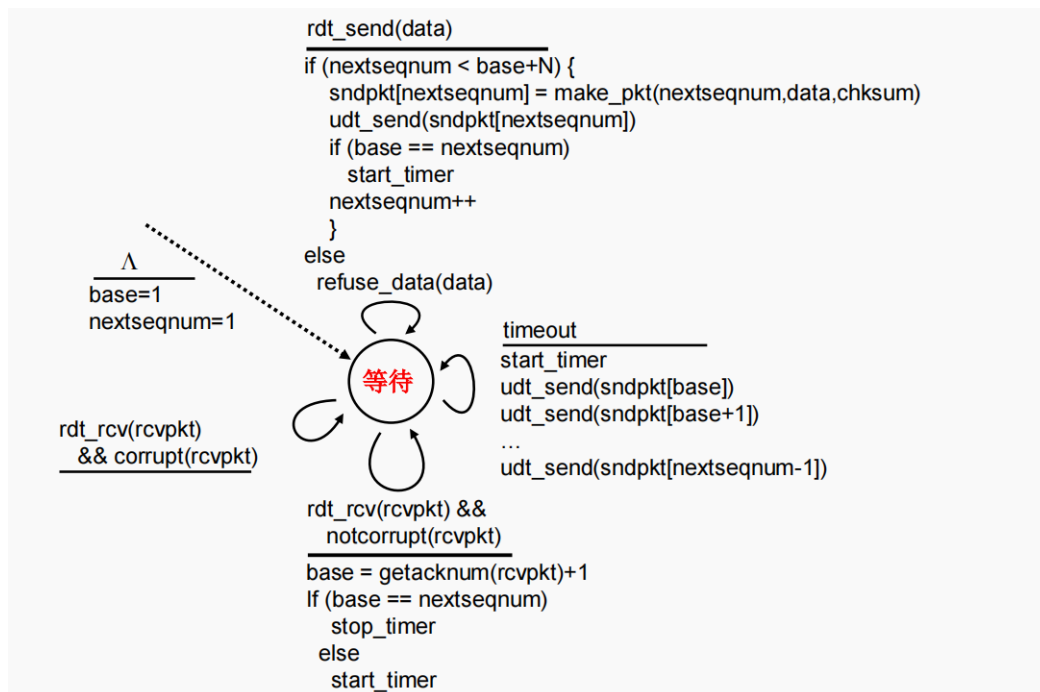 rdt_send(data)
if (nextseqnum < base+N) {
sndpkt[nextseqnum] = make_pkt(nextseqnum,data,chksum)
udt_send(sndpkt[nextseqnum])
if (base == nextseqnum)
start_timer
nextseqnum++
}
else
refuse_data(data)
Λ
base=1
nextseqnum=1
等待
timeout
start_timer
udt_send(sndpkt[base])
udt_send(sndpkt[base+1])
…
udt_send(sndpkt[nextseqnum-1])
rdt_rcv(rcvpkt)
&& corrupt(rcvpkt)
rdt_rcv(rcvpkt) &&
notcorrupt(rcvpkt)
base = getacknum(rcvpkt)+1
If (base == nextseqnum)
stop_timer
else
start_timer